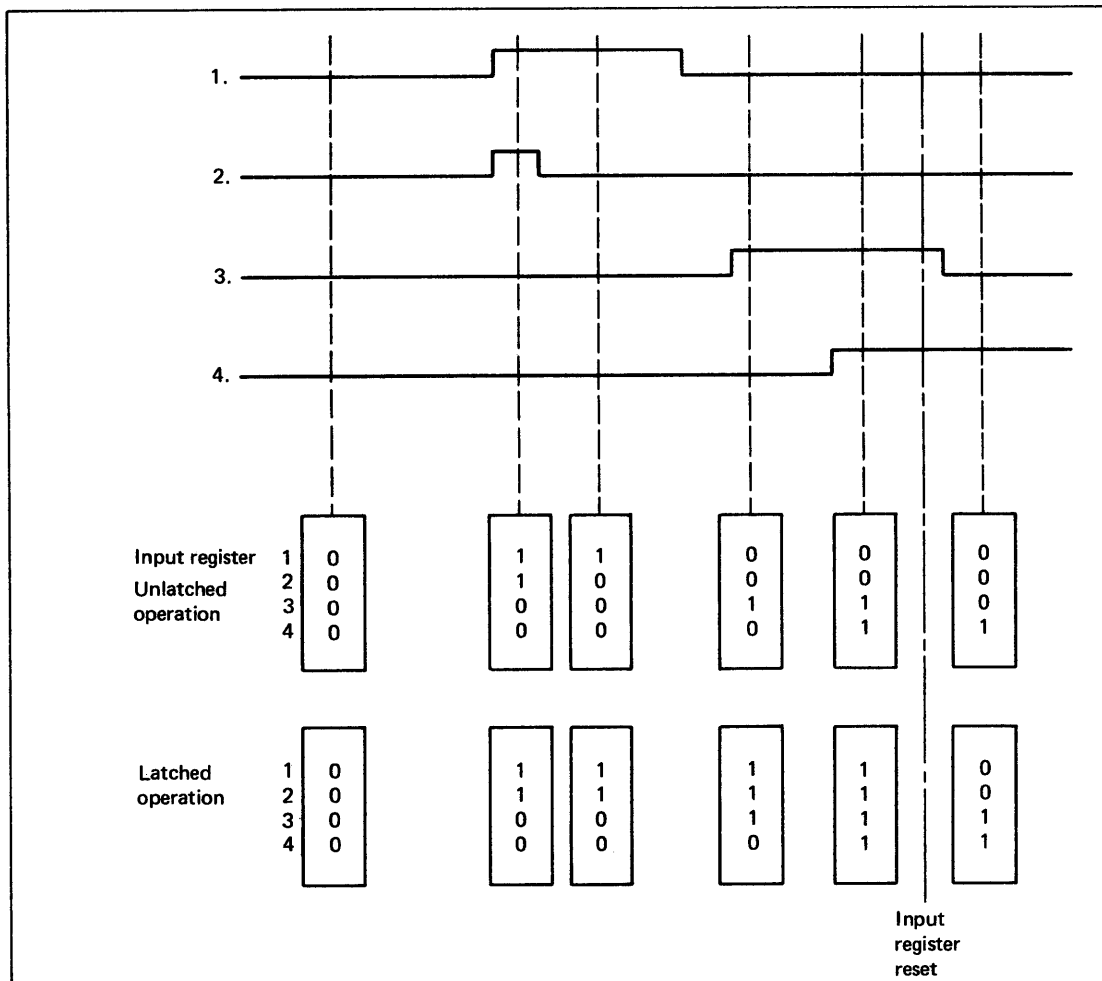 1.
2.
3.
4.
Input register
Unlatched
operation
1 0 1 1 0 0 0
2 0 1 0 0 0 0
3 0 0 0 1 1 0
4 0 0 0 0 1 1
Latched
operation
1 0 1 1 1 1 0
2 0 1 1 1 1 0
3 0 0 0 1 1 1
4 0 0 0 0 1 1
Input
register
reset